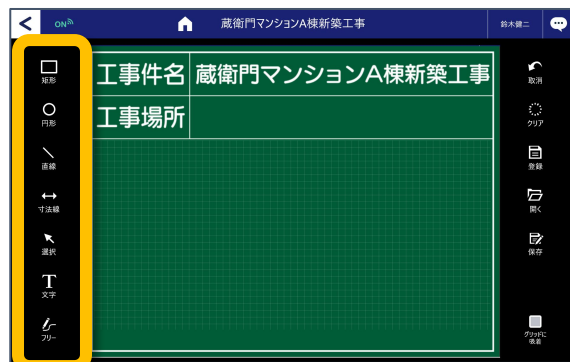 ON
蔵衛門マンションA棟新築工事
鈴木健二
矩形
円形
直線
寸法線
選択
T
文字
フリー
工事件名 蔵衛門マンションA棟新築工事
工事場所
取消
クリア
登録
開く
保存
グリッドに
吸着